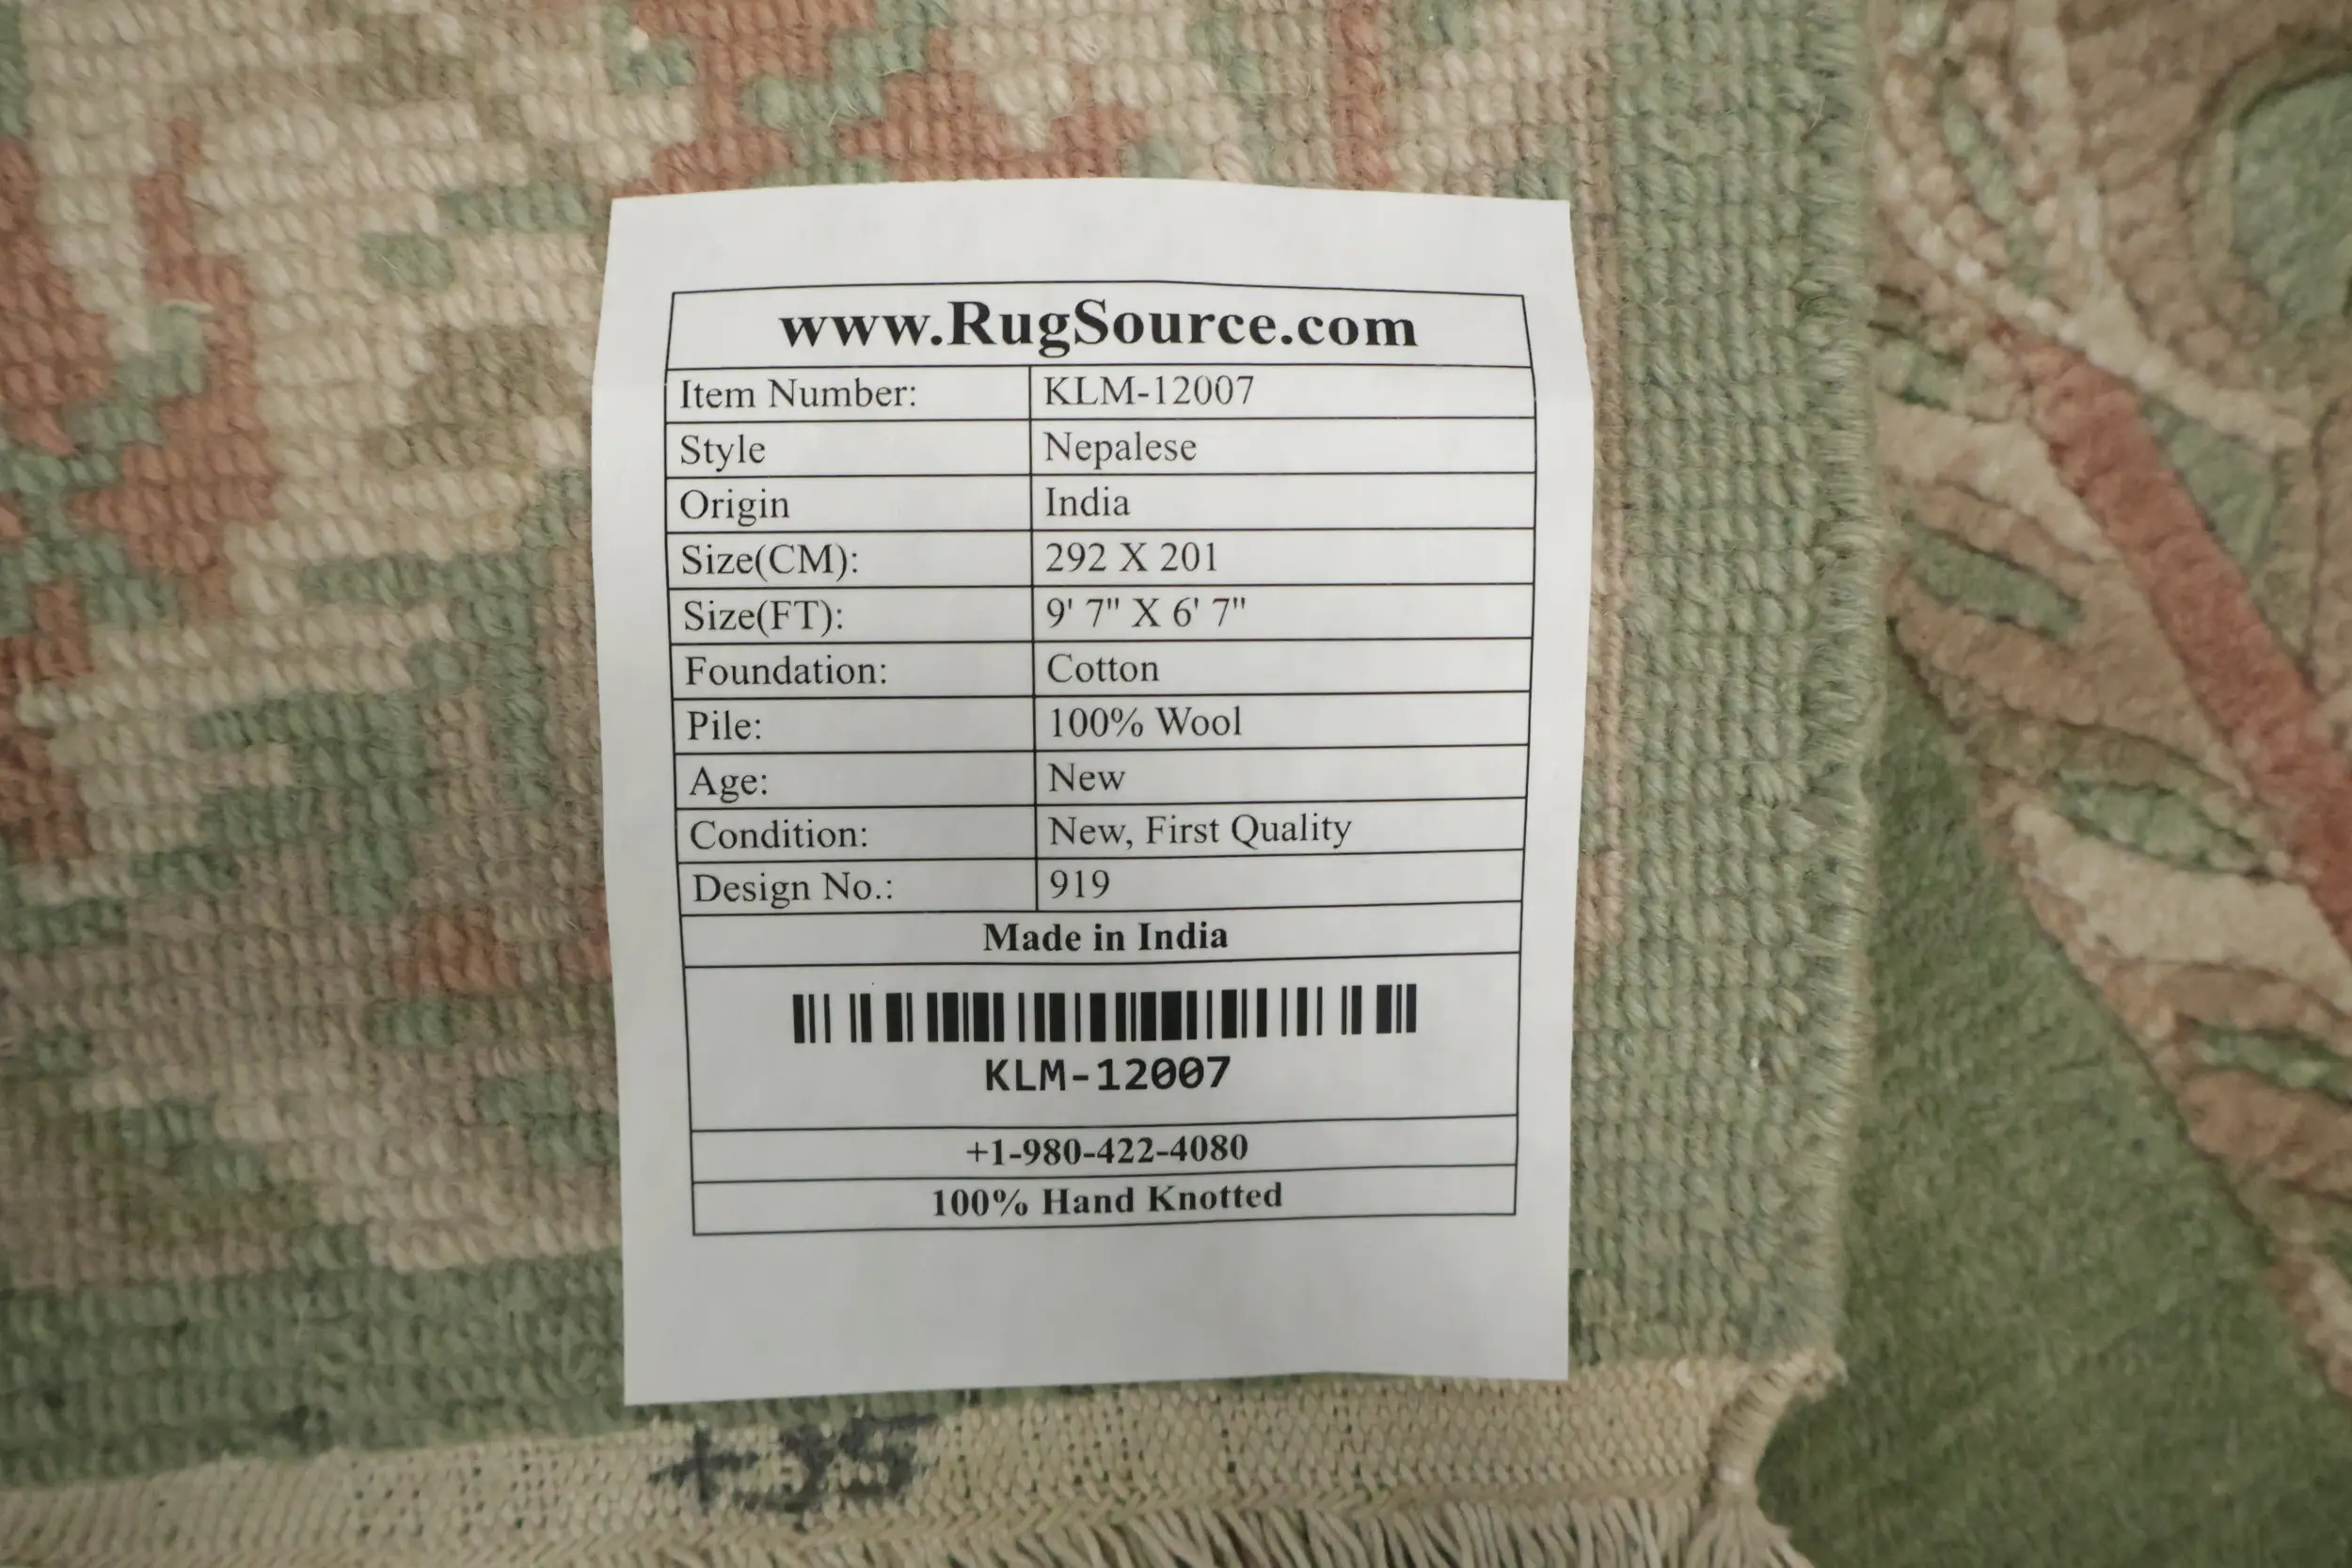 www.RugSource.com
Item Number: KLM-12007
Style Nepalese
Origin India
Size(CM): 292 X 201
Size(FT): 9' 7" X 6' 7"
Foundation: Cotton
Pile: 100% Wool
Age: New
Condition: New, First Quality
Design No.: 919
Made in India
KLM-12007
+1-980-422-4080
100% Hand Knotted